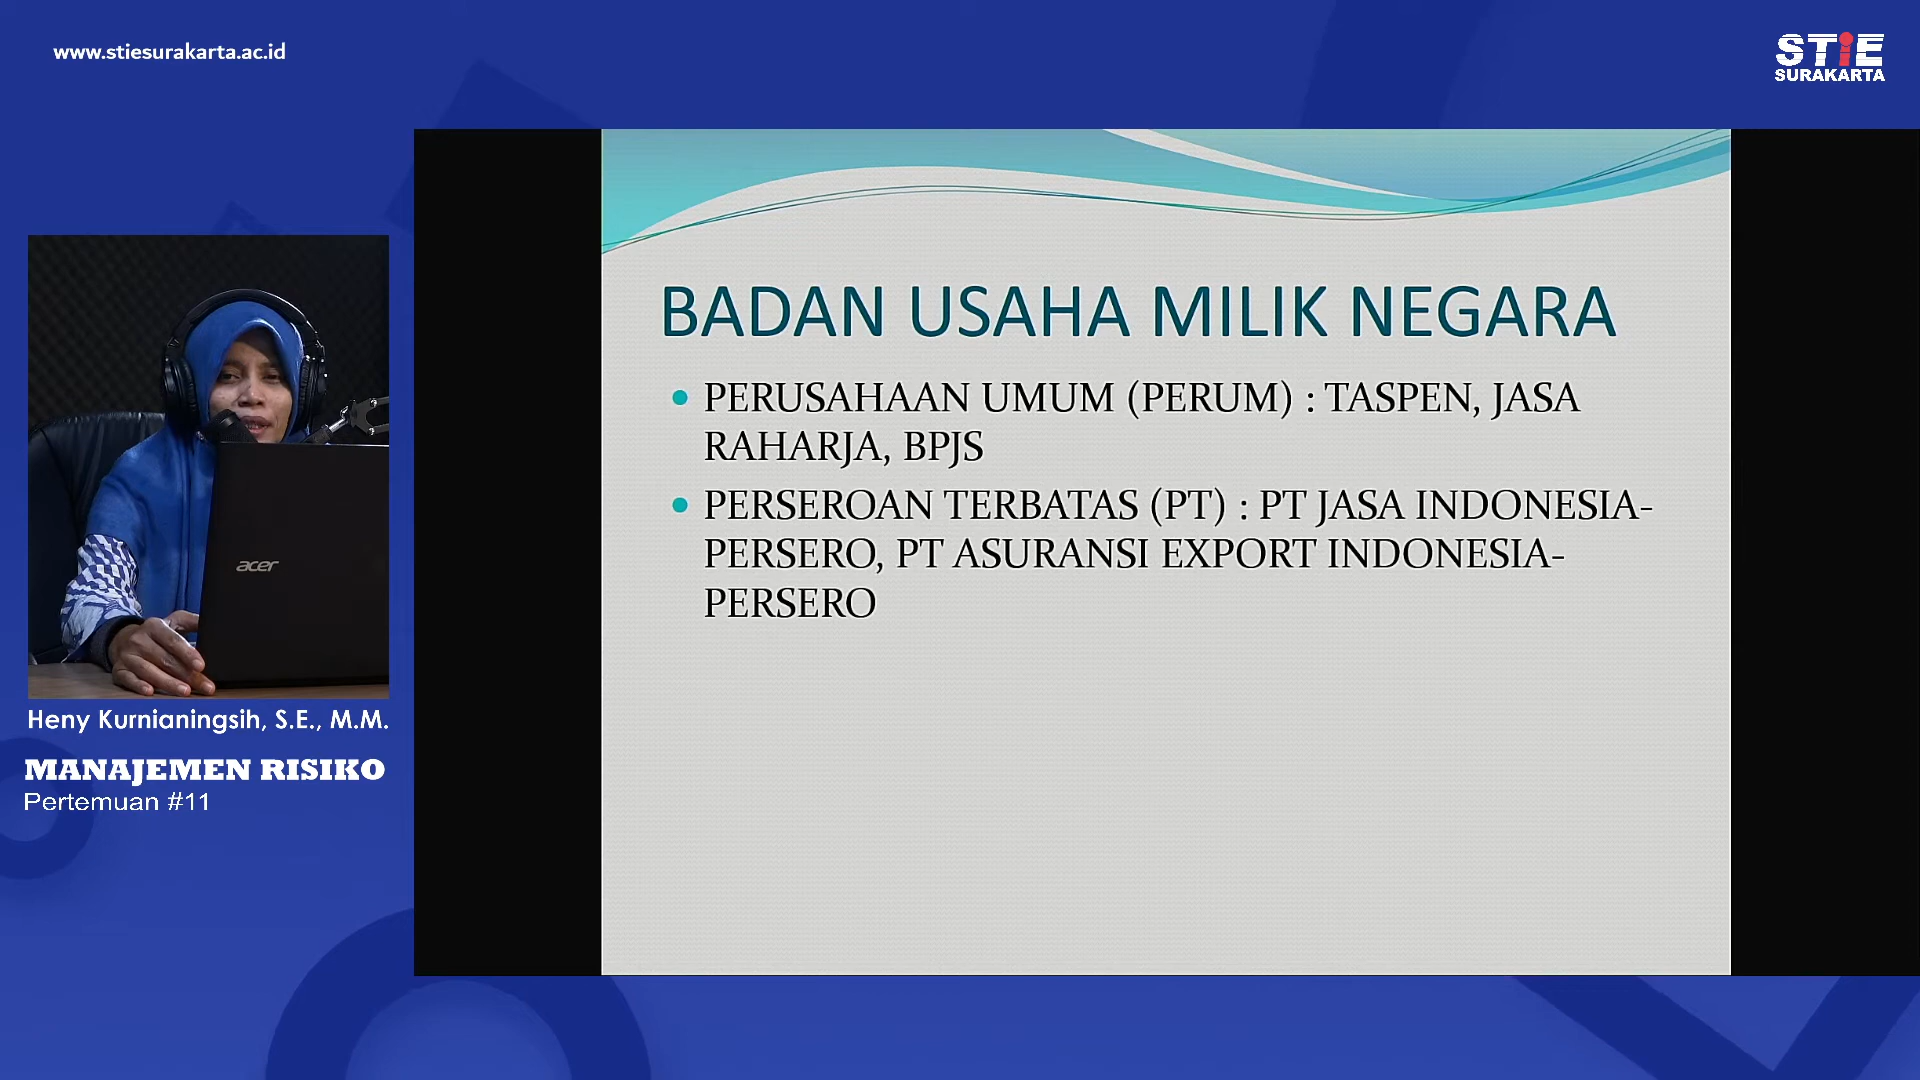 www.stiesurakarta.ac.id
STiE
SURAKARTA
BADAN USAHA MILIK NEGARA
• PERUSAHAAN UMUM (PERUM) : TASPEN, JASA
RAHARJA, BPJS
• PERSEROAN TERBATAS (PT) : PT JASA INDONESIA-
PERSERO, PT ASURANSI EXPORT INDONESIA-
PERSERO
acer
Heny Kurnianingsih, S.E., M.M.
MANAJEMEN RISIKO
Pertemuan #11